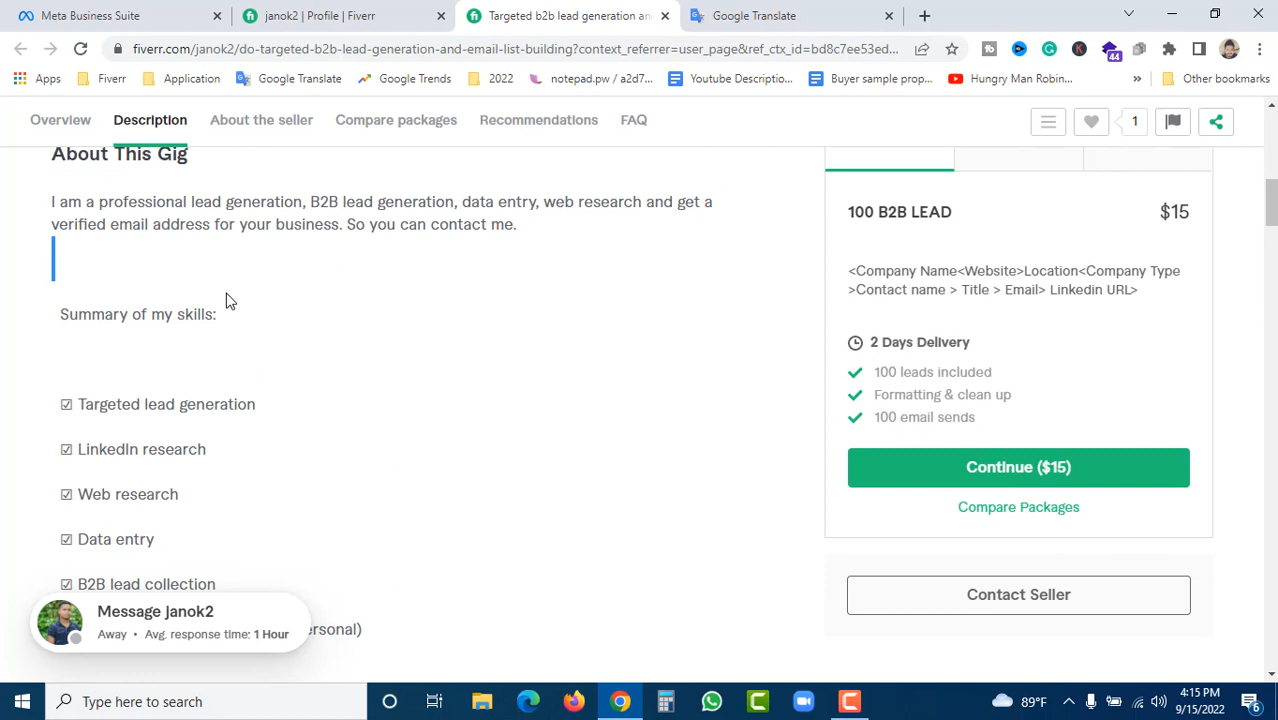 Meta Business Suite
janok2 | Profile | Fiverr
Targeted b2b lead generation an
Google Translate
fiverr.com/janok2/do-targeted-b2b-lead-generation-and-email-list-building?context_referrer=user_page&ref_ctx_id=bd8c7ee53ed...
44
Apps
Fiverr
Application
Google Translate
Google Trends
2022
notepad.pw / a2d7...
Youtube Descriptio...
Buyer sample prop...
Hungry Man Robin...
»
Other bookmarks
Overview
Description
About the seller
Compare packages
Recommendations
FAQ
1
About This Gig
I am a professional lead generation, B2B lead generation, data entry, web research and get a
verified email address for your business. So you can contact me.
Summary of my skills:
☑ Targeted lead generation
☑ LinkedIn research
☑ Web research
☑ Data entry
☑ B2B lead collection
ersonal)
Message janok2
Away • Avg. response time: 1 Hour
100 B2B LEAD
$15
<Company Name<Website>Location<Company Type
>Contact name > Title > Email> Linkedin URL>
2 Days Delivery
100 leads included
Formatting & clean up
100 email sends
Continue ($15)
Compare Packages
Contact Seller
Type here to search
89°F
4:15 PM
9/15/2022
6